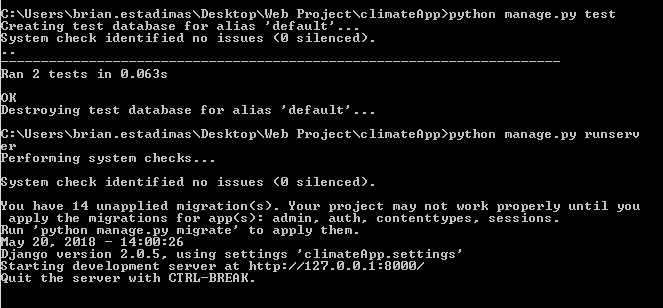 C:\Users\brian.estadimas\Desktop\Web Project\climateApp>python manage.py test
Creating test database for alias 'default'...
System check identified no issues (0 silenced).
..
----------------------------------------------------------------------
Ran 2 tests in 0.063s
OK
Destroying test database for alias 'default'...
C:\Users\brian.estadimas\Desktop\Web Project\climateApp>python manage.py runserv
er
Performing system checks...
System check identified no issues (0 silenced).
You have 14 unapplied migration(s). Your project may not work properly until you
 apply the migrations for app(s): admin, auth, contenttypes, sessions.
Run 'python manage.py migrate' to apply them.
May 20, 2018 - 14:00:26
Django version 2.0.5, using settings 'climateApp.settings'
Starting development server at http://127.0.0.1:8000/
Quit the server with CTRL-BREAK.